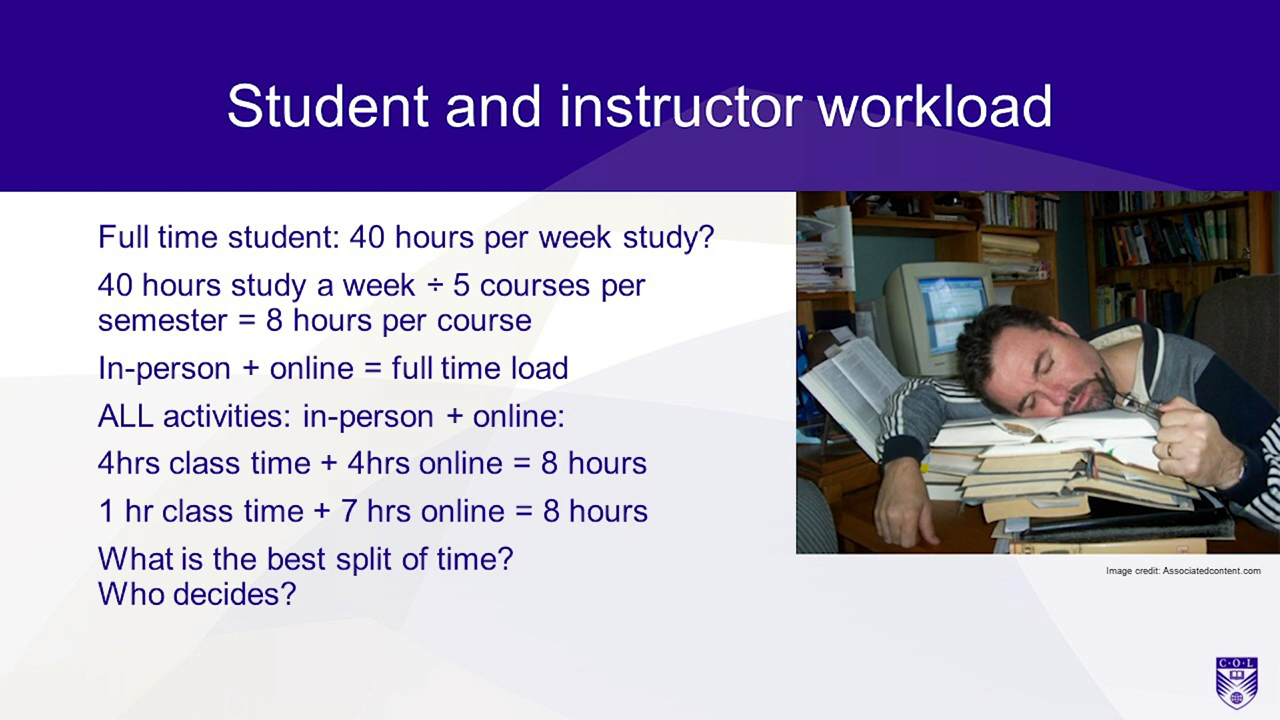 Student and instructor workload
Full time student: 40 hours per week study?
40 hours study a week ÷ 5 courses per
semester = 8 hours per course
In-person + online = full time load
ALL activities: in-person + online:
4hrs class time + 4hrs online = 8 hours
1 hr class time + 7 hrs online = 8 hours
What is the best split of time?
Who decides?
Image credit: Associatedcontent.com
C·O·L